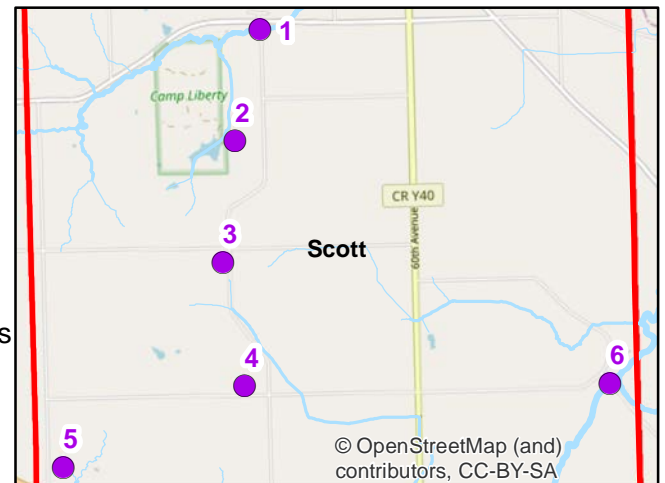 1
Camp Liberty
2
CR Y40
60th Avenue
3
Scott
s
4
6
5
© OpenStreetMap (and)
contributors, CC-BY-SA